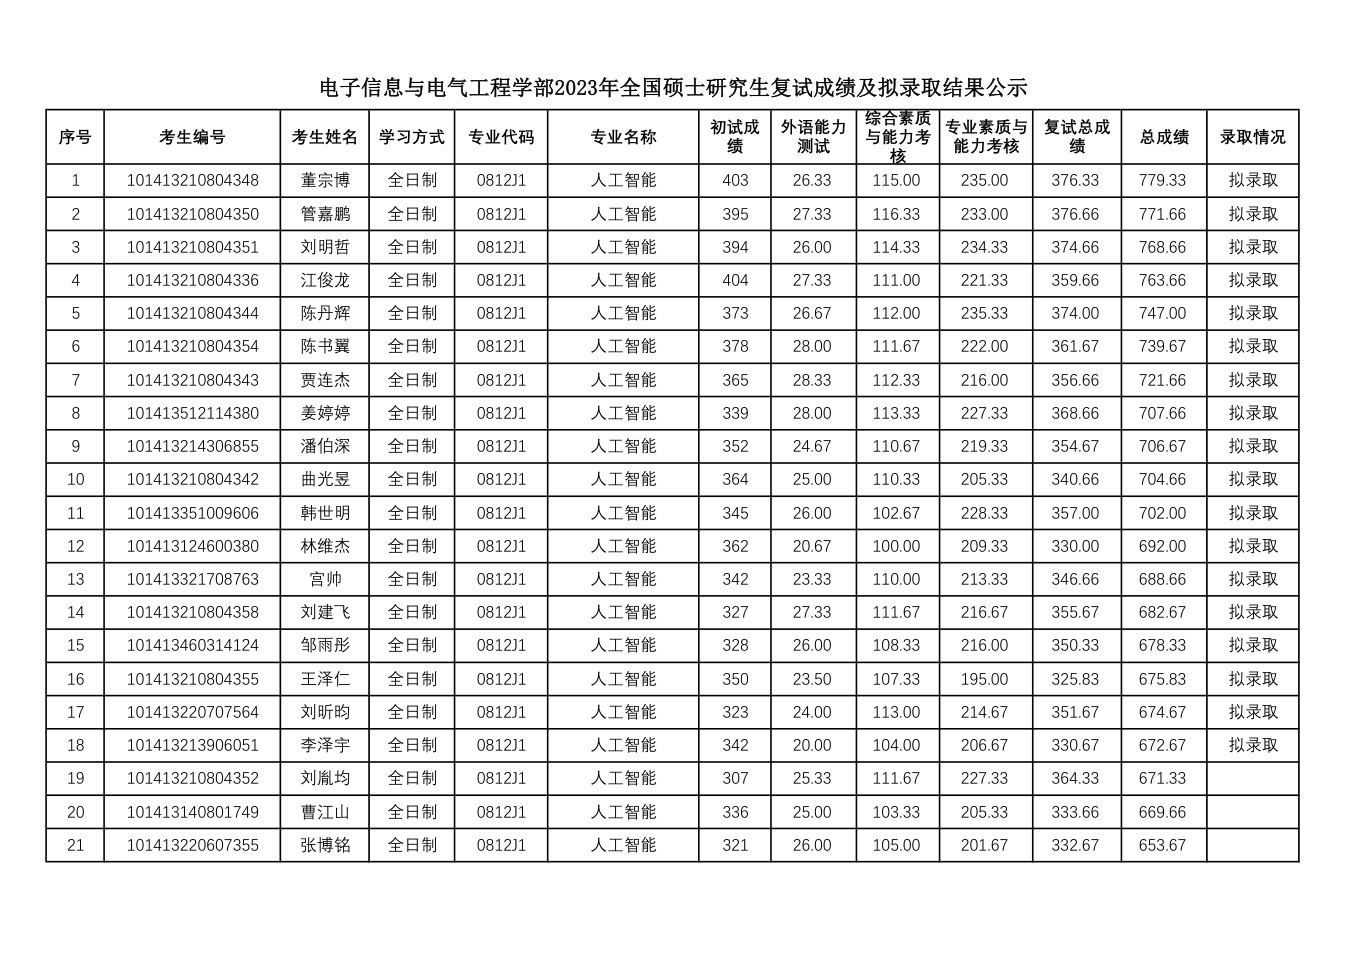 电子信息与电气工程学部2023年全国硕士研究生复试成绩及拟录取结果公示
序号 考生编号 考生姓名 学习方式 专业代码 专业名称 初试成绩 外语能力测试 综合素质与能力考核 专业素质与能力考核 复试总成绩 总成绩 录取情况
1 101413210804348 董宗博 全日制 0812J1 人工智能 403 26.33 115.00 235.00 376.33 779.33 拟录取
2 101413210804350 管嘉鹏 全日制 0812J1 人工智能 395 27.33 116.33 233.00 376.66 771.66 拟录取
3 101413210804351 刘明哲 全日制 0812J1 人工智能 394 26.00 114.33 234.33 374.66 768.66 拟录取
4 101413210804336 江俊龙 全日制 0812J1 人工智能 404 27.33 111.00 221.33 359.66 763.66 拟录取
5 101413210804344 陈丹辉 全日制 0812J1 人工智能 373 26.67 112.00 235.33 374.00 747.00 拟录取
6 101413210804354 陈书翼 全日制 0812J1 人工智能 378 28.00 111.67 222.00 361.67 739.67 拟录取
7 101413210804343 贾连杰 全日制 0812J1 人工智能 365 28.33 112.33 216.00 356.66 721.66 拟录取
8 101413512114380 姜婷婷 全日制 0812J1 人工智能 339 28.00 113.33 227.33 368.66 707.66 拟录取
9 101413214306855 潘伯深 全日制 0812J1 人工智能 352 24.67 110.67 219.33 354.67 706.67 拟录取
10 101413210804342 曲光昱 全日制 0812J1 人工智能 364 25.00 110.33 205.33 340.66 704.66 拟录取
11 101413351009606 韩世明 全日制 0812J1 人工智能 345 26.00 102.67 228.33 357.00 702.00 拟录取
12 101413124600380 林维杰 全日制 0812J1 人工智能 362 20.67 100.00 209.33 330.00 692.00 拟录取
13 101413321708763 宫帅 全日制 0812J1 人工智能 342 23.33 110.00 213.33 346.66 688.66 拟录取
14 101413210804358 刘建飞 全日制 0812J1 人工智能 327 27.33 111.67 216.67 355.67 682.67 拟录取
15 101413460314124 邹雨彤 全日制 0812J1 人工智能 328 26.00 108.33 216.00 350.33 678.33 拟录取
16 101413210804355 王泽仁 全日制 0812J1 人工智能 350 23.50 107.33 195.00 325.83 675.83 拟录取
17 101413220707564 刘昕昀 全日制 0812J1 人工智能 323 24.00 113.00 214.67 351.67 674.67 拟录取
18 101413213906051 李泽宇 全日制 0812J1 人工智能 342 20.00 104.00 206.67 330.67 672.67 拟录取
19 101413210804352 刘胤均 全日制 0812J1 人工智能 307 25.33 111.67 227.33 364.33 671.33
20 101413140801749 曹江山 全日制 0812J1 人工智能 336 25.00 103.33 205.33 333.66 669.66
21 101413220607355 张博铭 全日制 0812J1 人工智能 321 26.00 105.00 201.67 332.67 653.67